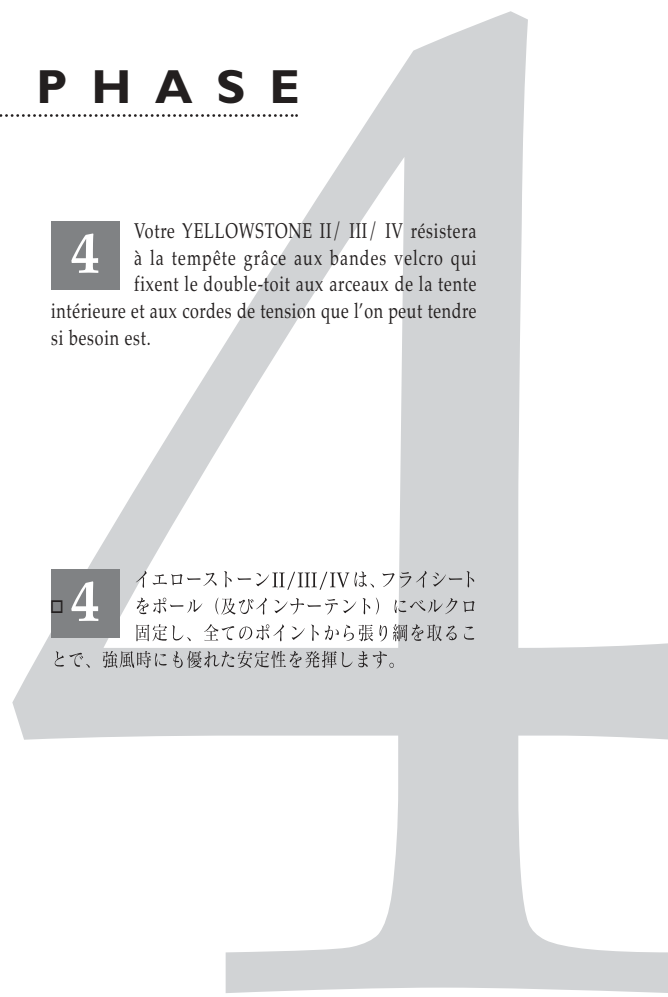 PHASE
4
Votre YELLOWSTONE II/ III/ IV résistera
à la tempête grâce aux bandes velcro qui
fixent le double-toit aux arceaux de la tente
intérieure et aux cordes de tension que l'on peut tendre
si besoin est.
4
イエローストーンII/III/IVは、フライシート
をポール（及びインナーテント）にベルクロ
固定し、全てのポイントから張り綱を取るこ
とで、強風時にも優れた安定性を発揮します。
4